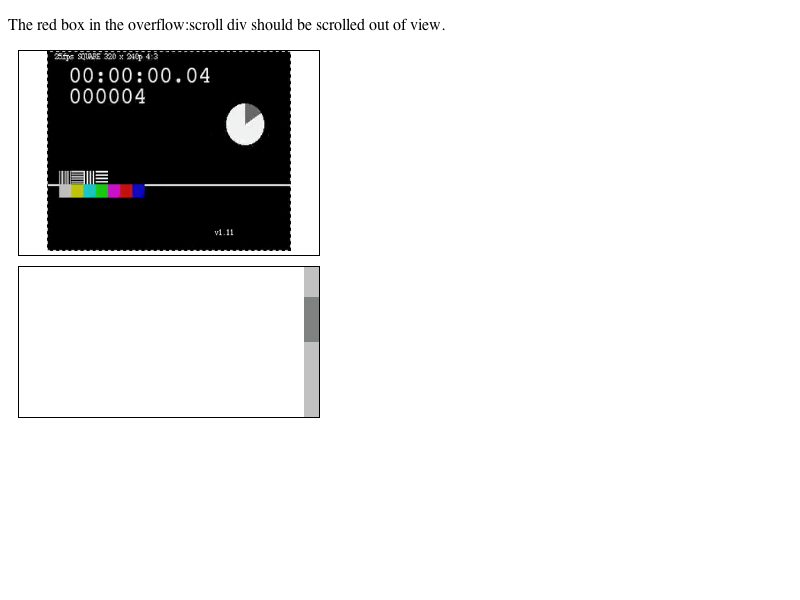 The red box in the overflow:scroll div should be scrolled out of view.
25fps SQUARE 320 x 240p 4:3
00:00:00.04
000004
v1.11